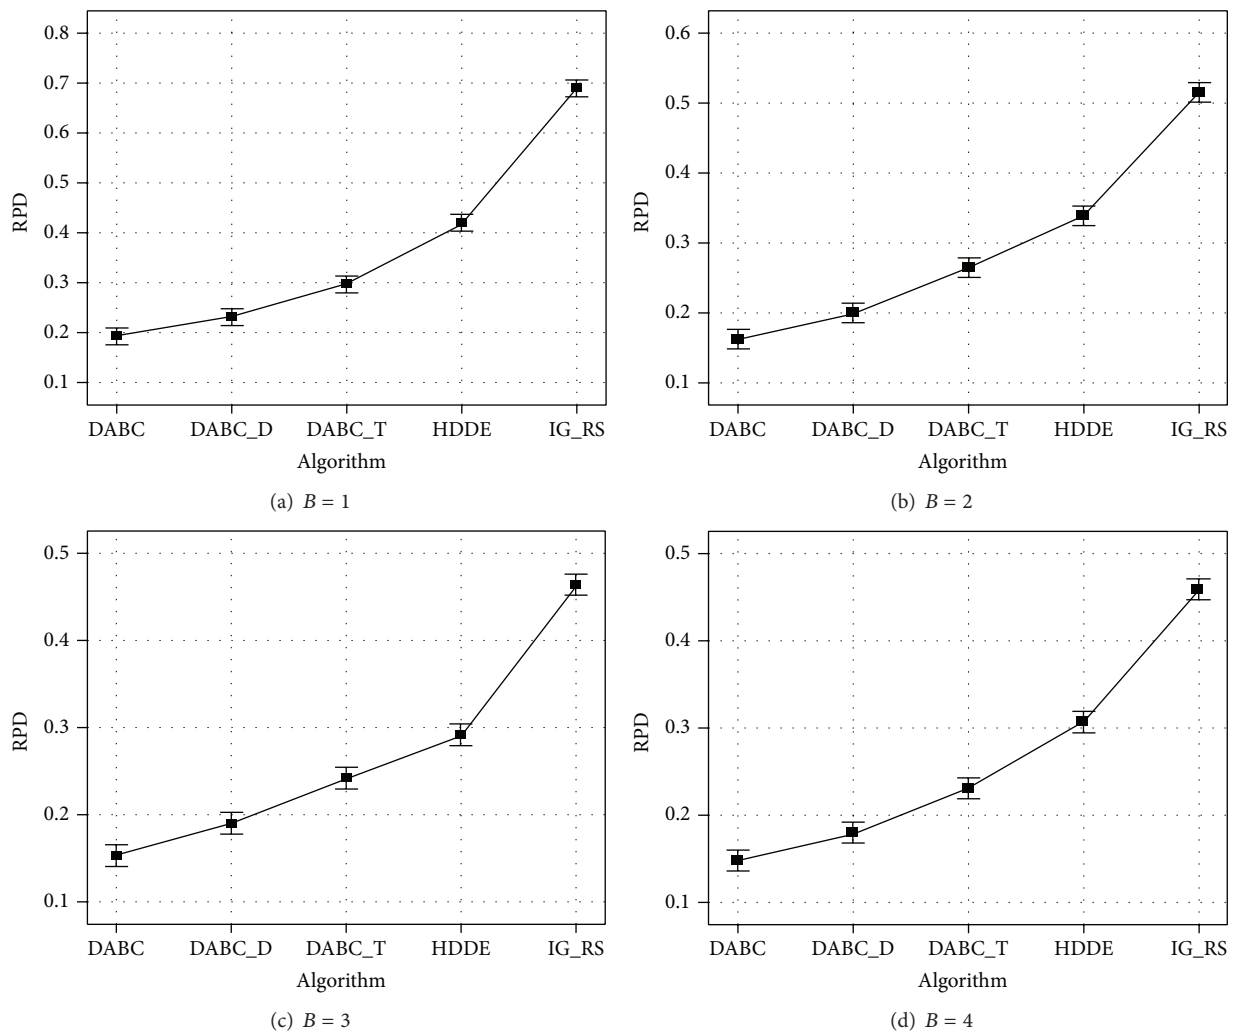 0.8
0.7
0.6
0.5
0.4
0.3
0.2
0.1
RPD
DABC DABC_D DABC_T HDDE IG_RS
Algorithm
(a) B = 1
0.6
0.5
0.4
0.3
0.2
0.1
RPD
DABC DABC_D DABC_T HDDE IG_RS
Algorithm
(b) B = 2
0.5
0.4
0.3
0.2
0.1
RPD
DABC DABC_D DABC_T HDDE IG_RS
Algorithm
(c) B = 3
0.5
0.4
0.3
0.2
0.1
RPD
DABC DABC_D DABC_T HDDE IG_RS
Algorithm
(d) B = 4